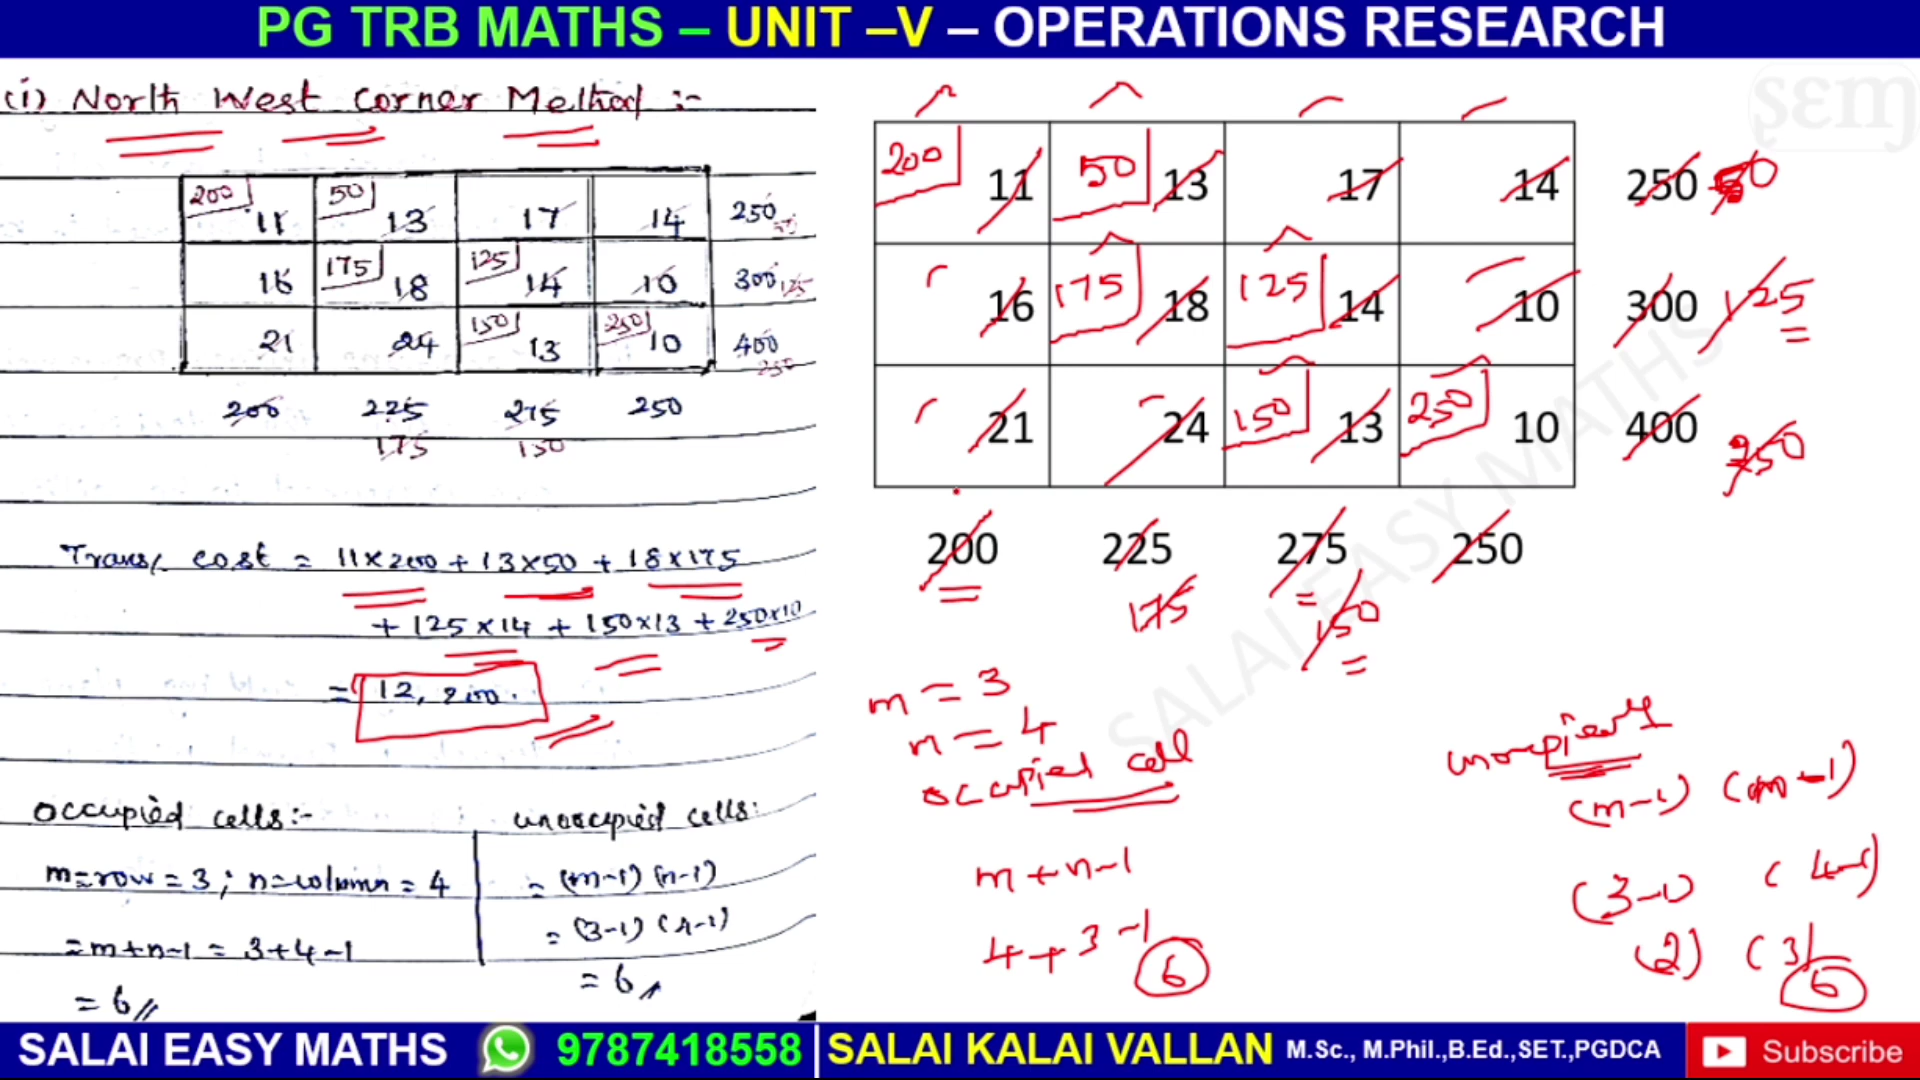 PG TRB MATHS – UNIT –V – OPERATIONS RESEARCH
(i) North West Corner Method :-
200 11 50 13 17 14 250
16 175 18 125 14 10 300 125
21 24 150 13 250 10 400 250
200 225 275 250
175 150
Trans/ cost = 11×200 + 13×50 + 18×175
+ 125×14 + 150×13 + 250×10
= 12, 200.
occupied cells:-
m=row=3; n=column=4
=m+n-1 = 3+4-1
= 6//
unoccupied cells:
= (m-1) (n-1)
= (3-1) (4-1)
= 6//
sem
200 11 50 13 17 14 250 50
16 175 18 125 14 10 300 125
21 24 150 13 250 10 400 250
200 225 275 250
175 150
m = 3
n = 4
occupied cell
m+n-1
4+3-1
6
(m-1) (n-1)
(3-1) (4-1)
(2) (3)
6
SALAI EASY MATHS
SALAI EASY MATHS 9787418558 SALAI KALAI VALLAN M.Sc., M.Phil.,B.Ed.,SET.,PGDCA Subscribe